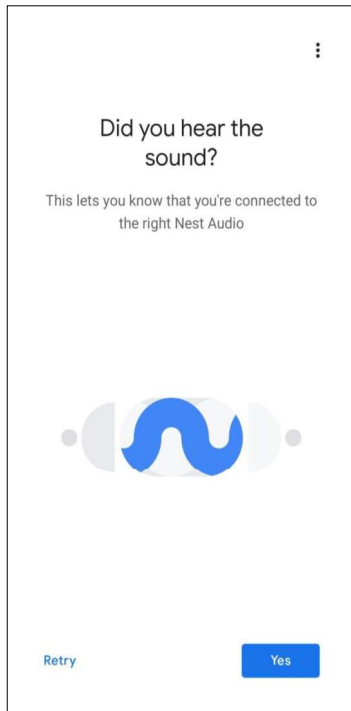 Did you hear the
sound?
This lets you know that you're connected to
the right Nest Audio
Retry
Yes